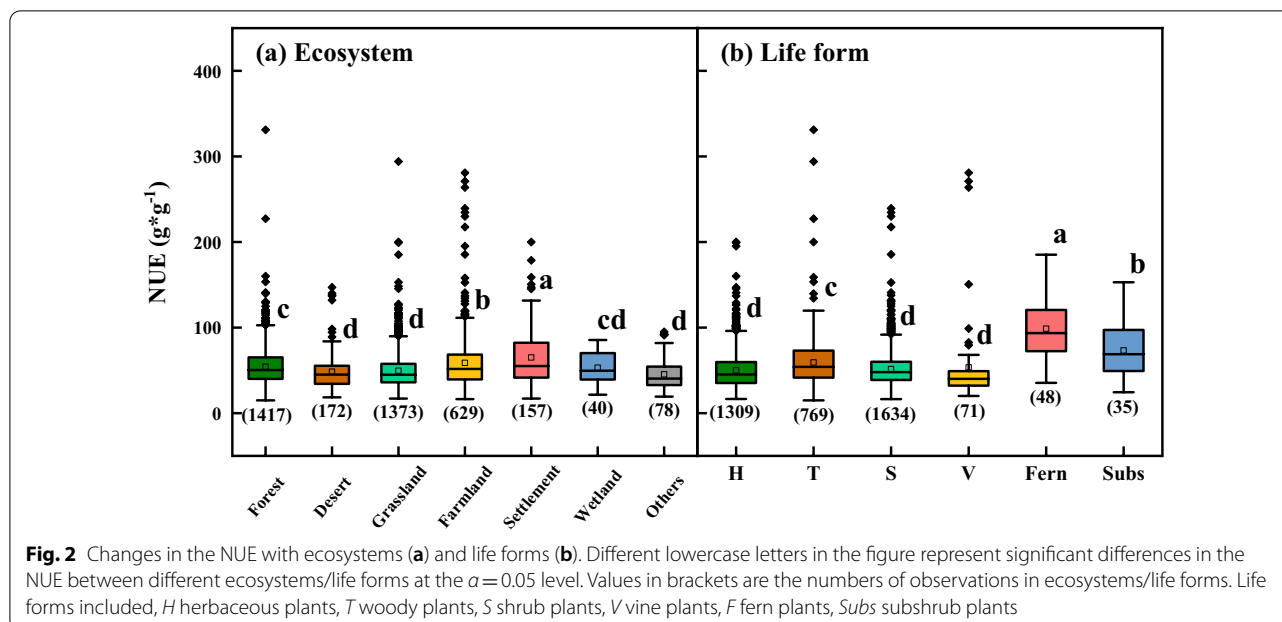 (a) Ecosystem
(b) Life form
NUE (g*g-1)
400
300
200
100
0
c
d
d
b
a
cd
d
d
c
d
d
a
b
(1417)
(172)
(1373)
(629)
(157)
(40)
(78)
(1309)
(769)
(1634)
(71)
(48)
(35)
Forest
Desert
Grassland
Farmland
Settlement
Wetland
Others
H
T
S
V
Fern
Subs
Fig. 2 Changes in the NUE with ecosystems (a) and life forms (b). Different lowercase letters in the figure represent significant differences in the
NUE between different ecosystems/life forms at the α = 0.05 level. Values in brackets are the numbers of observations in ecosystems/life forms. Life
forms included, H herbaceous plants, T woody plants, S shrub plants, V vine plants, F fern plants, Subs subshrub plants